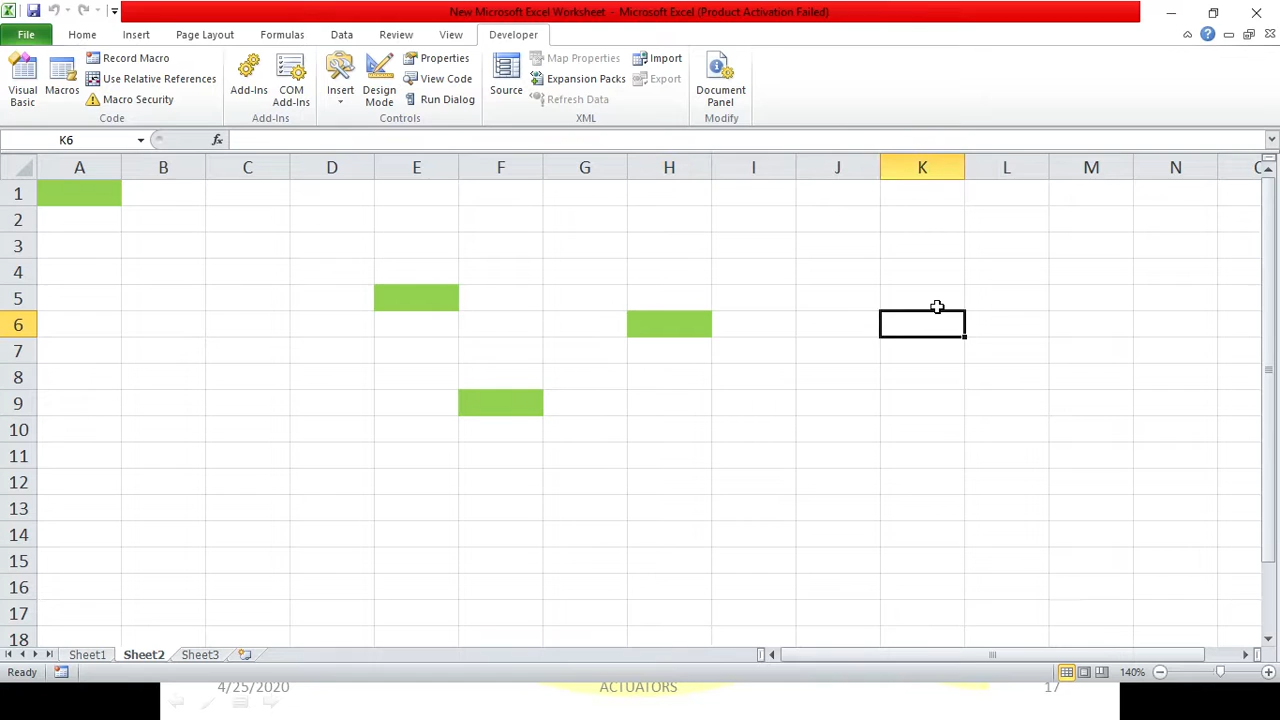 New Microsoft Excel Worksheet - Microsoft Excel (Product Activation Failed)
File Home Insert Page Layout Formulas Data Review View Developer
Visual Basic
Macros
Record Macro
Use Relative References
Macro Security
Code
Add-Ins
COM Add-Ins
Add-Ins
Insert
Design Mode
Properties
View Code
Run Dialog
Controls
Source
Map Properties
Expansion Packs
Refresh Data
Import
Export
XML
Document Panel
Modify
K6 fx
A B C D E F G H I J K L M N
1
2
3
4
5
6
7
8
9
10
11
12
13
14
15
16
17
18
Sheet1 Sheet2 Sheet3
Ready 140%
4/25/2020 ACTUATORS 17